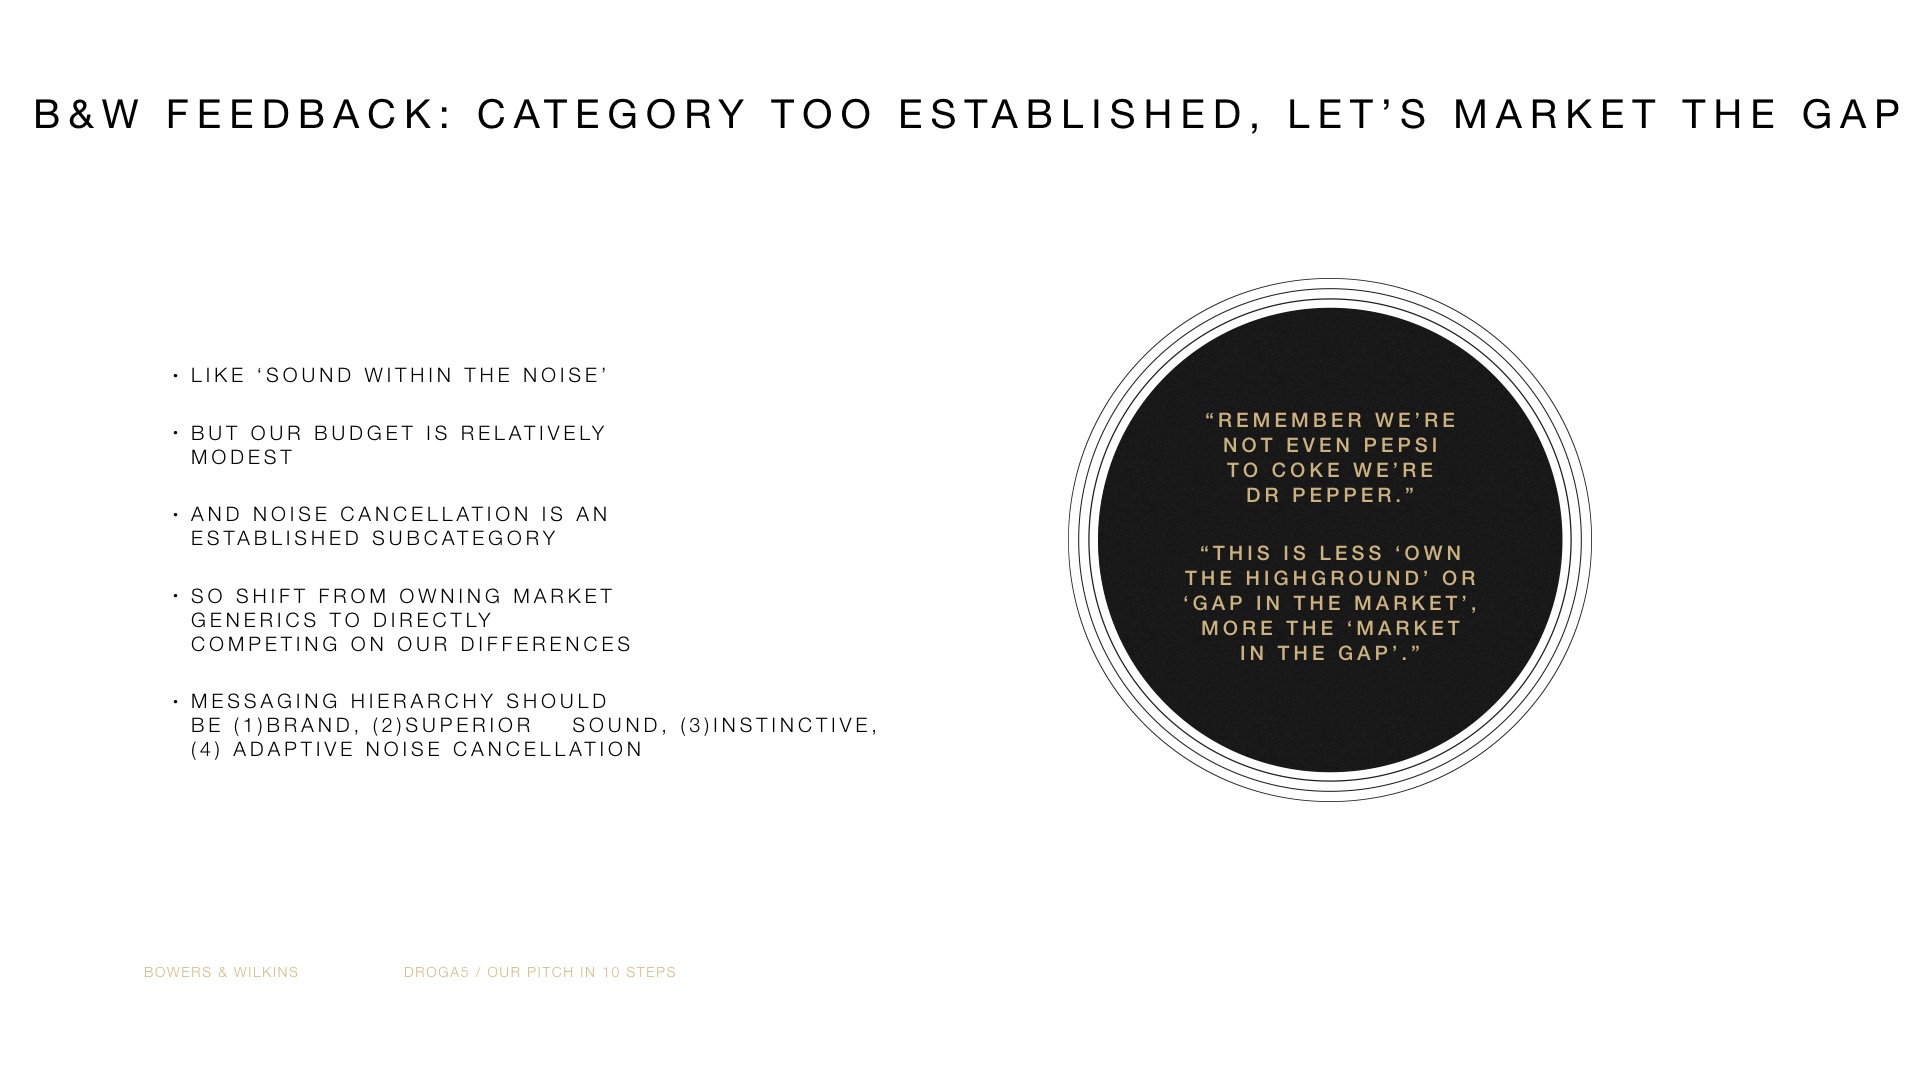 B&W FEEDBACK: CATEGORY TOO ESTABLISHED, LET’S MARKET THE GAP
• LIKE ‘SOUND WITHIN THE NOISE’
• BUT OUR BUDGET IS RELATIVELY
MODEST
• AND NOISE CANCELLATION IS AN
ESTABLISHED SUBCATEGORY
• SO SHIFT FROM OWNING MARKET
GENERICS TO DIRECTLY
COMPETING ON OUR DIFFERENCES
• MESSAGING HIERARCHY SHOULD
BE (1)BRAND, (2)SUPERIOR SOUND, (3)INSTINCTIVE,
(4) ADAPTIVE NOISE CANCELLATION
“REMEMBER WE’RE
NOT EVEN PEPSI
TO COKE WE’RE
DR PEPPER.”
“THIS IS LESS ‘OWN
THE HIGHGROUND’ OR
‘GAP IN THE MARKET’,
MORE THE ‘MARKET
IN THE GAP’.”
BOWERS & WILKINS
DROGA5 / OUR PITCH IN 10 STEPS